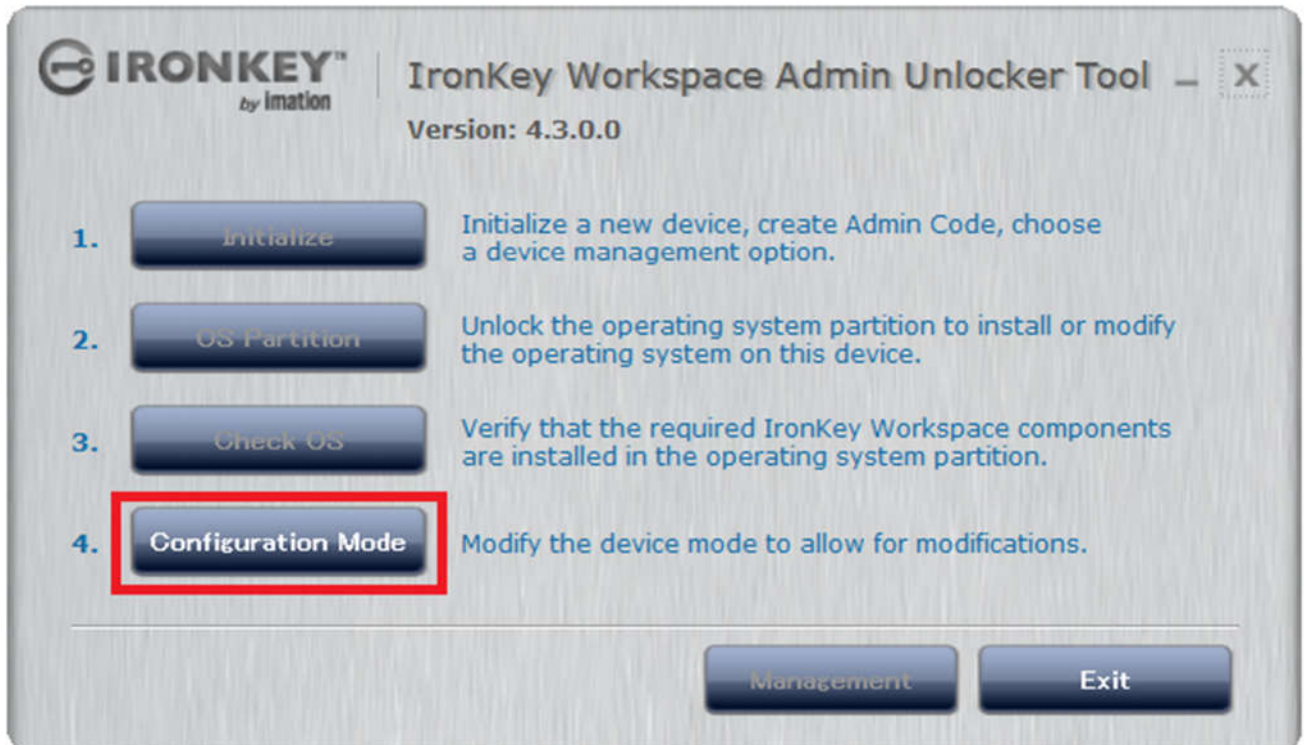 IRONKEY™
by imation
IronKey Workspace Admin Unlocker Tool
Version: 4.3.0.0
1. Initialize
Initialize a new device, create Admin Code, choose
a device management option.
2. OS Partition
Unlock the operating system partition to install or modify
the operating system on this device.
3. Check OS
Verify that the required IronKey Workspace components
are installed in the operating system partition.
4. Configuration Mode
Modify the device mode to allow for modifications.
Management
Exit